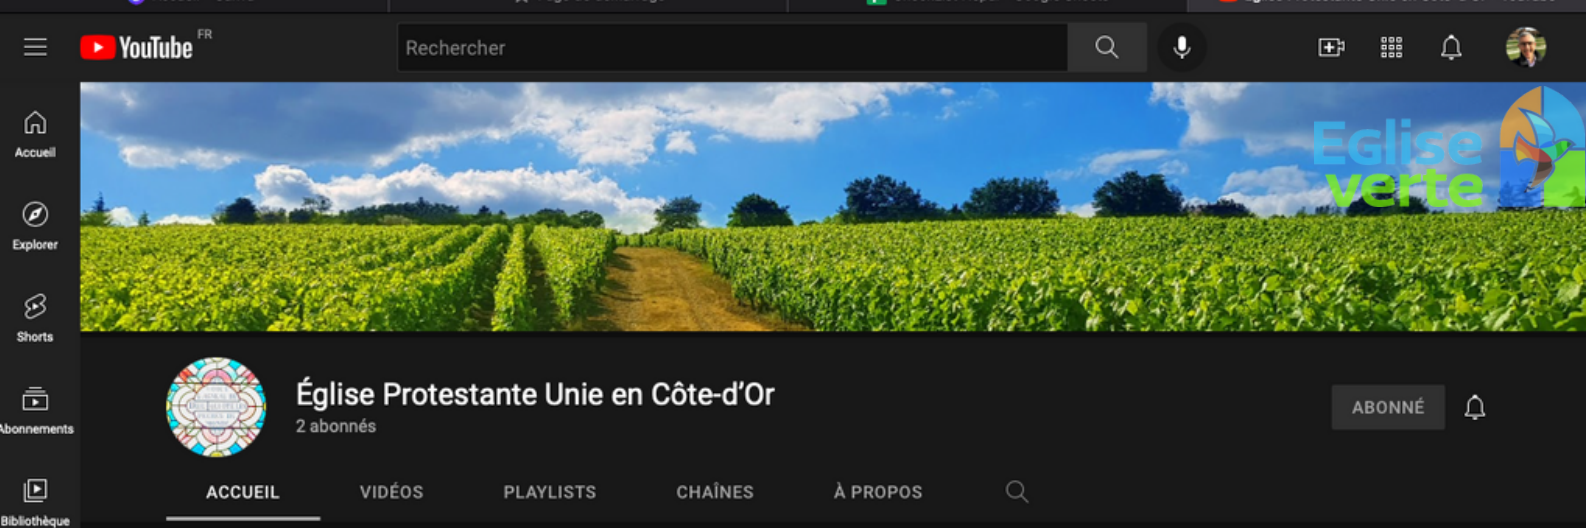 YouTube FR
Rechercher
Accueil
Explorer
Shorts
Abonnements
Bibliothèque
Eglise
verte
Église Protestante Unie en Côte-d’Or
2 abonnés
ABONNÉ
ACCUEIL VIDÉOS PLAYLISTS CHAÎNES À PROPOS